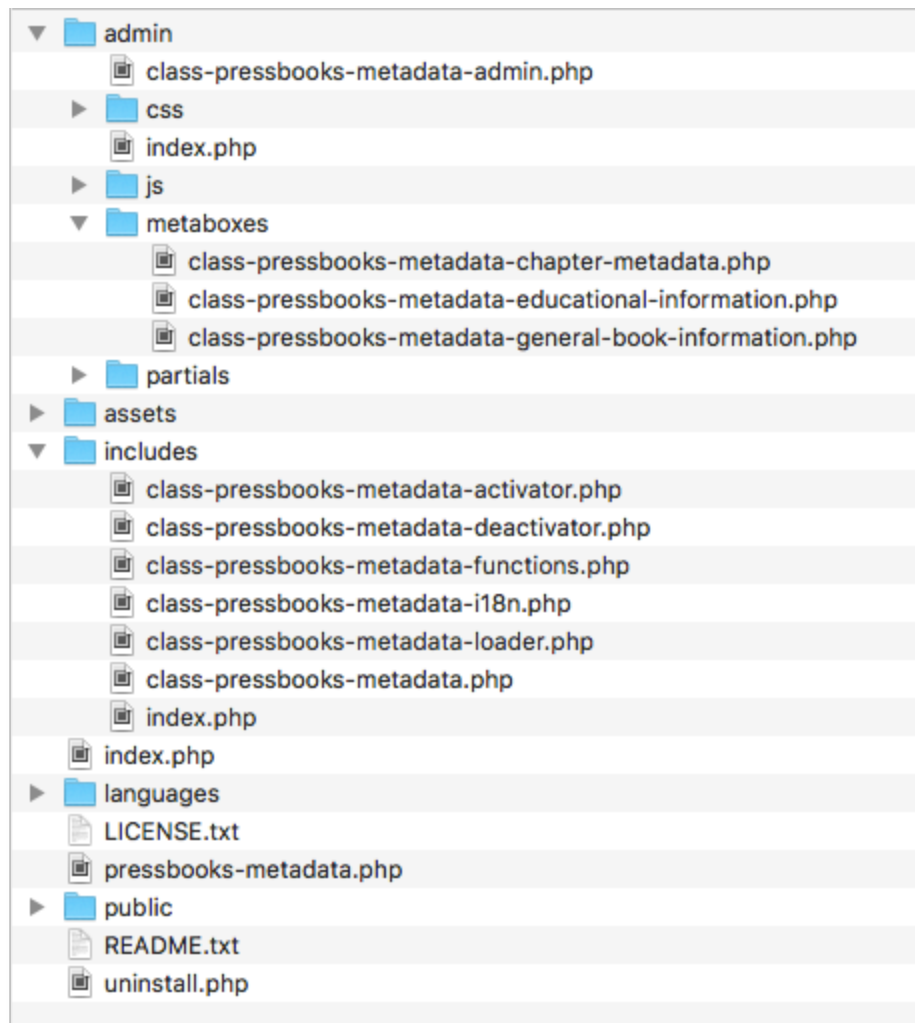 admin
class-pressbooks-metadata-admin.php
css
index.php
js
metaboxes
class-pressbooks-metadata-chapter-metadata.php
class-pressbooks-metadata-educational-information.php
class-pressbooks-metadata-general-book-information.php
partials
assets
includes
class-pressbooks-metadata-activator.php
class-pressbooks-metadata-deactivator.php
class-pressbooks-metadata-functions.php
class-pressbooks-metadata-i18n.php
class-pressbooks-metadata-loader.php
class-pressbooks-metadata.php
index.php
index.php
languages
LICENSE.txt
pressbooks-metadata.php
public
README.txt
uninstall.php